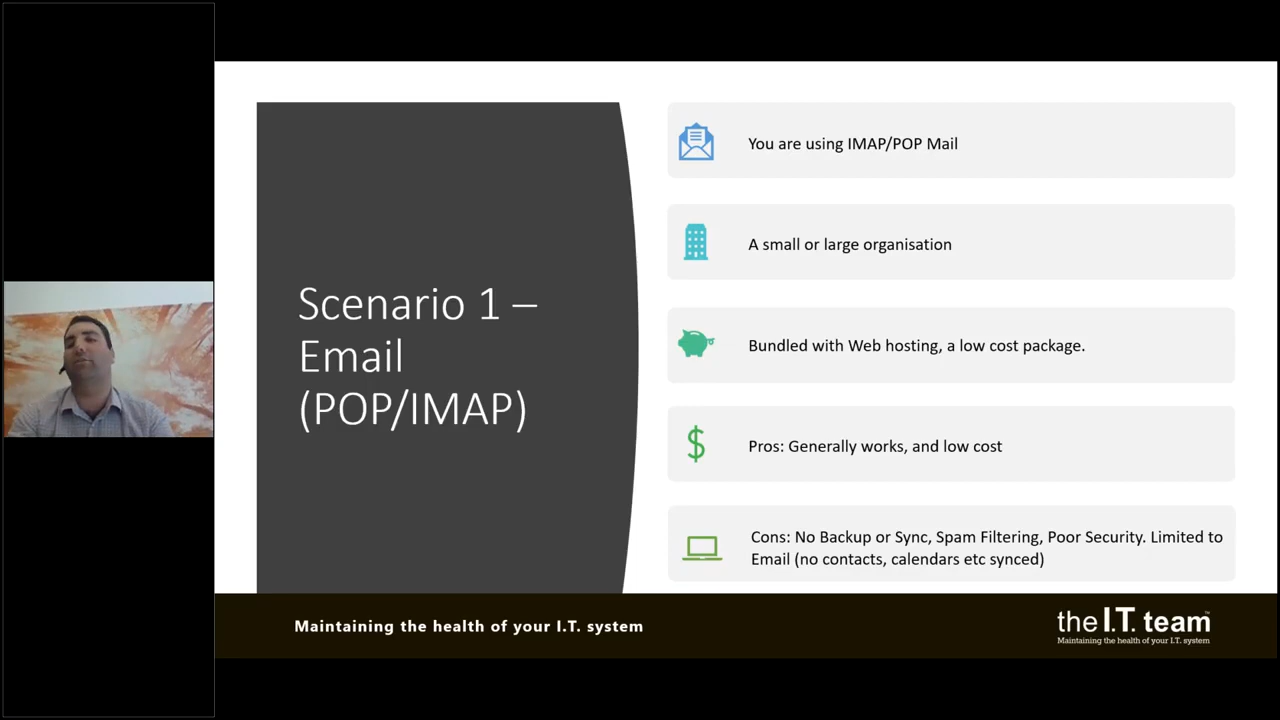 Scenario 1 –
Email
(POP/IMAP)
You are using IMAP/POP Mail
A small or large organisation
Bundled with Web hosting, a low cost package.
Pros: Generally works, and low cost
Cons: No Backup or Sync, Spam Filtering, Poor Security. Limited to
Email (no contacts, calendars etc synced)
Maintaining the health of your I.T. system
the I.T. team™
Maintaining the health of your I.T. system